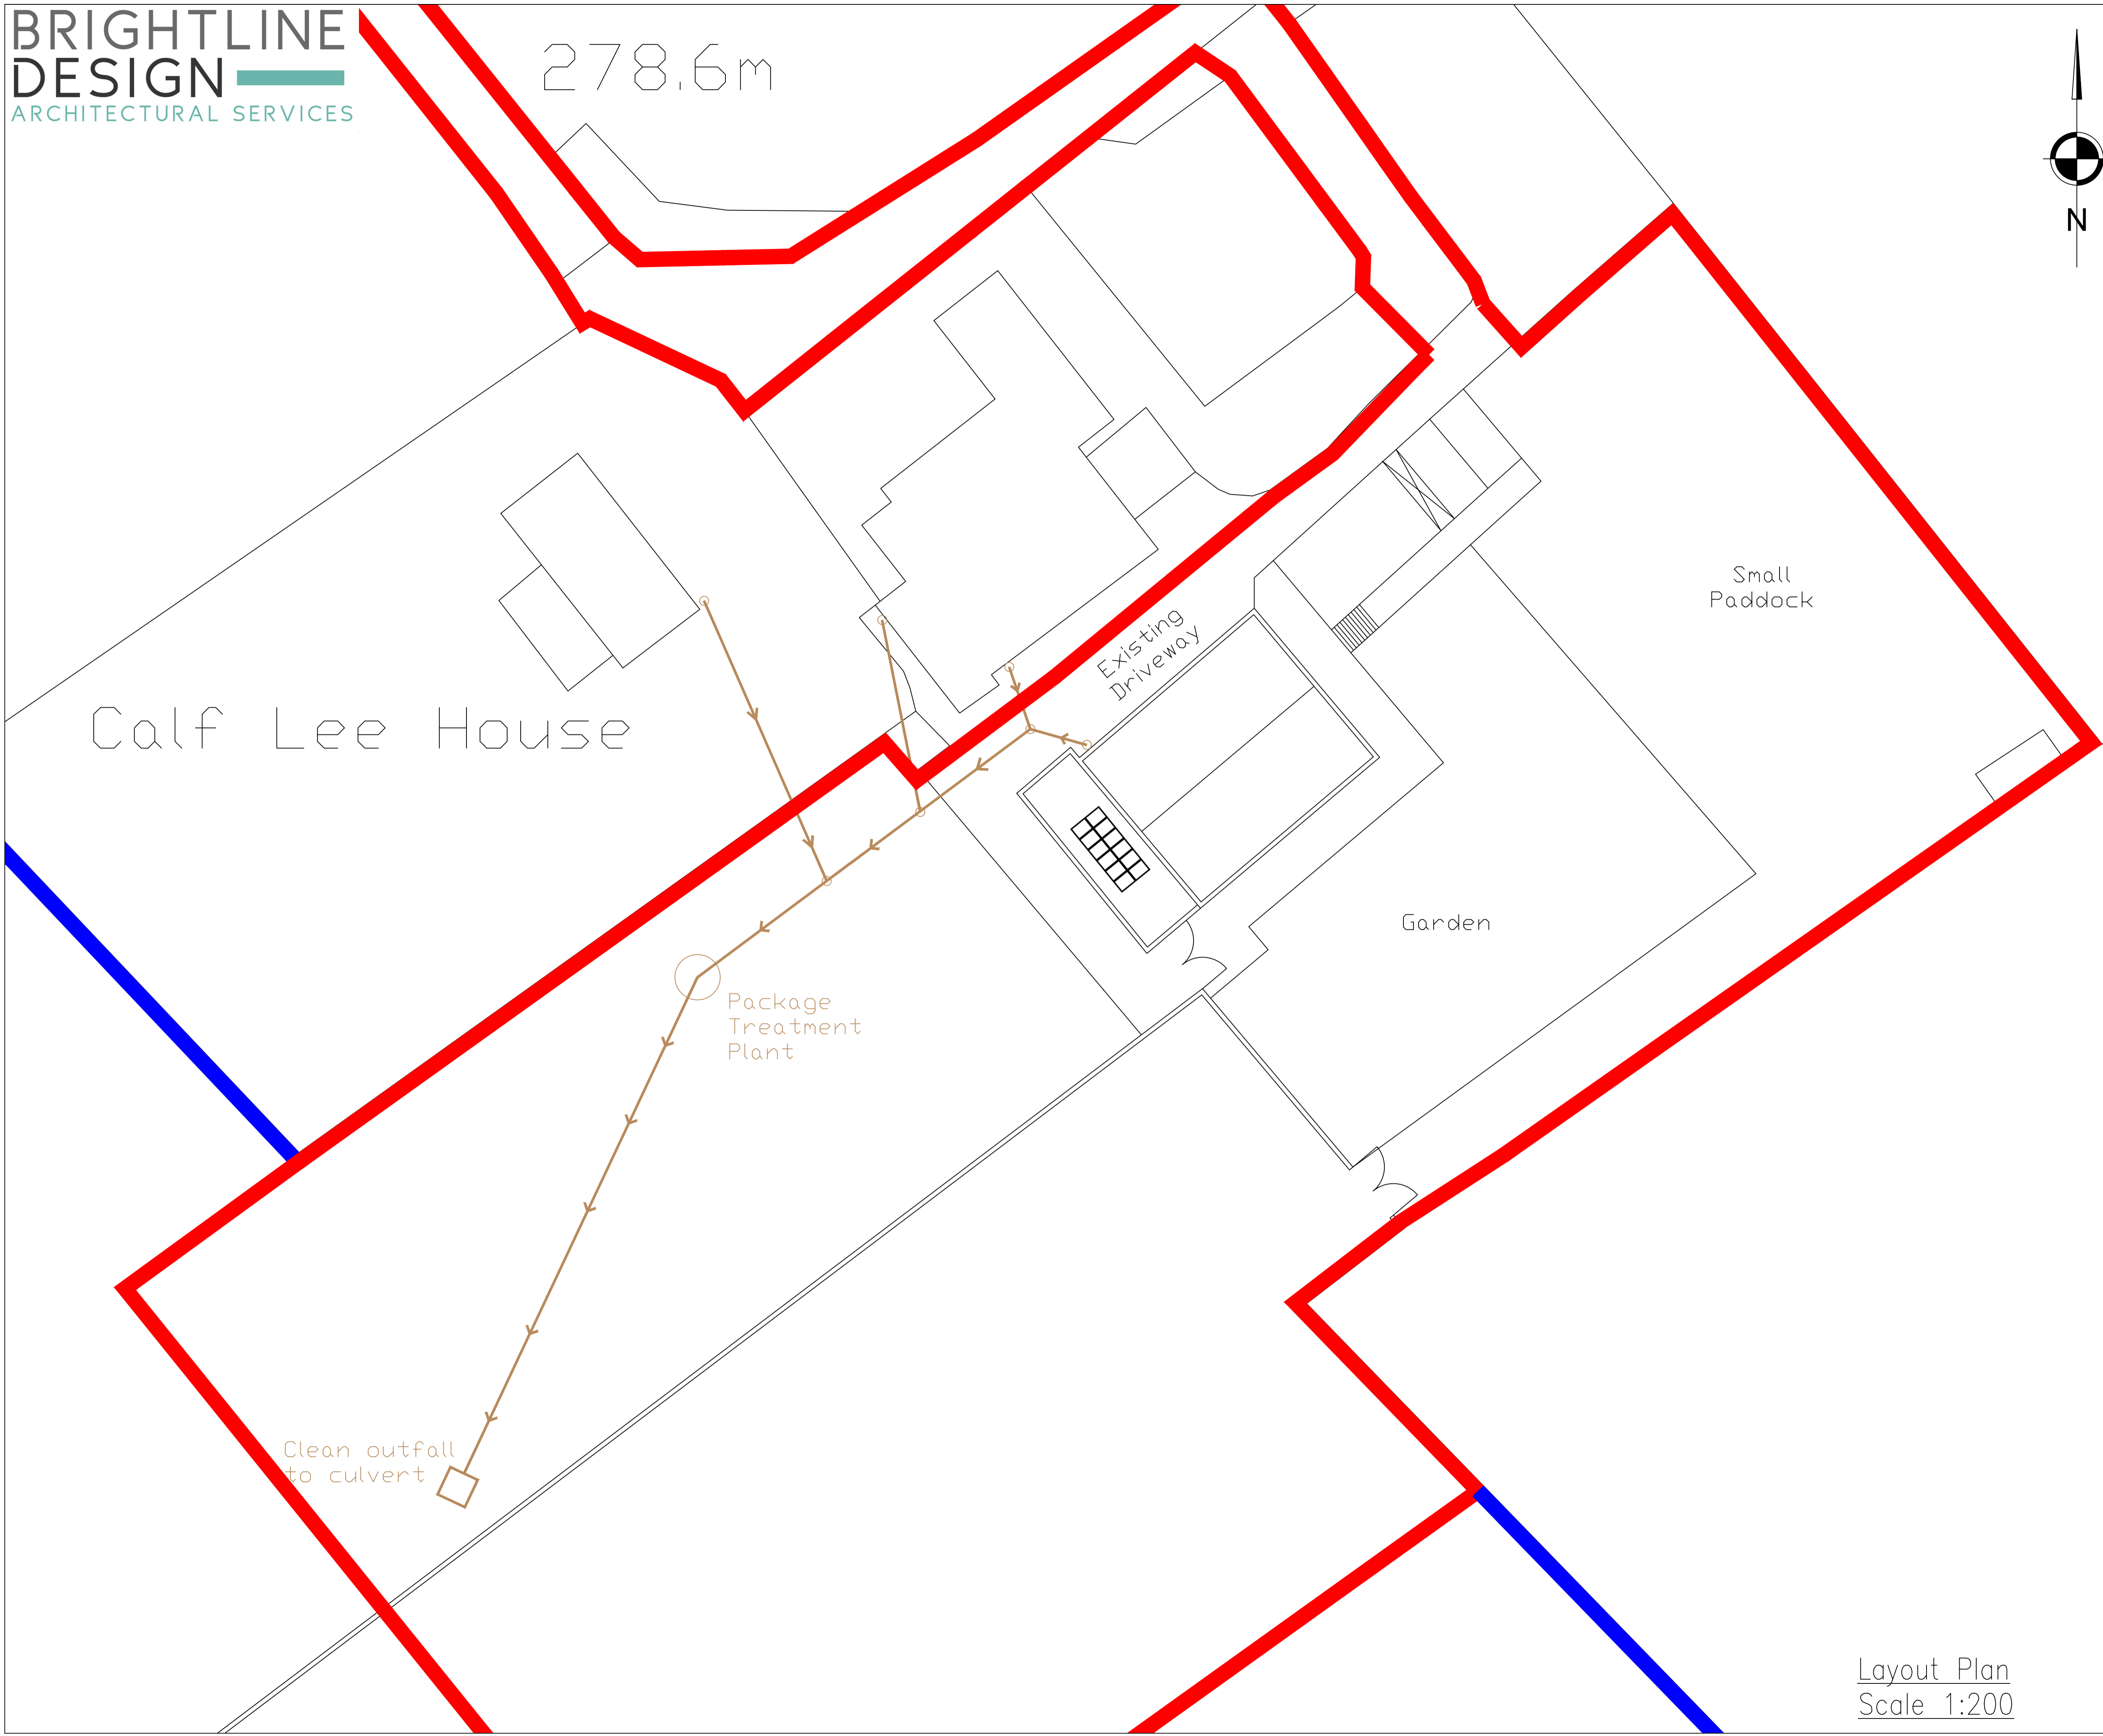 BRIGHTLINE
DESIGN
ARCHITECTURAL SERVICES
278.6m
N
Small
Paddock
Existing
Driveway
Calf Lee House
Garden
Package
Treatment
Plant
Clean outfall
to culvert
Layout Plan
Scale 1:200